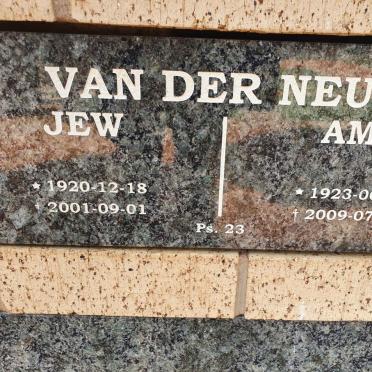 VAN DER NEU
JEW AM
* 1920-12-18 * 1923-0
† 2001-09-01 † 2009-07
Ps. 23